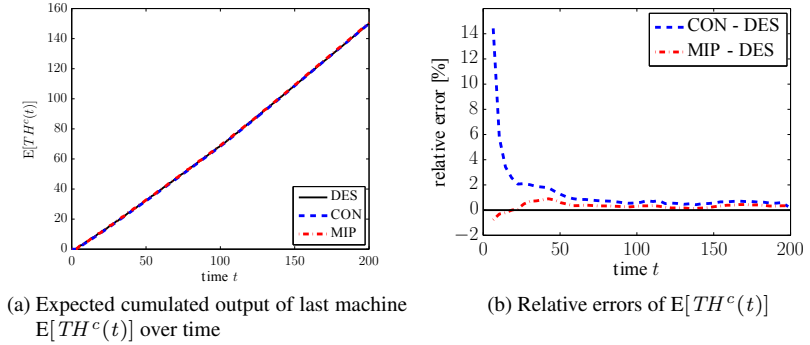 160
140
120
100
80
60
40
20
0
E[TH^c(t)]
0 50 100 150 200
time t
DES
CON
MIP
(a) Expected cumulated output of last machine
E[TH^c(t)] over time
14
12
10
8
6
4
2
0
−2
relative error [%]
0 50 100 150 200
time t
CON - DES
MIP - DES
(b) Relative errors of E[TH^c(t)]